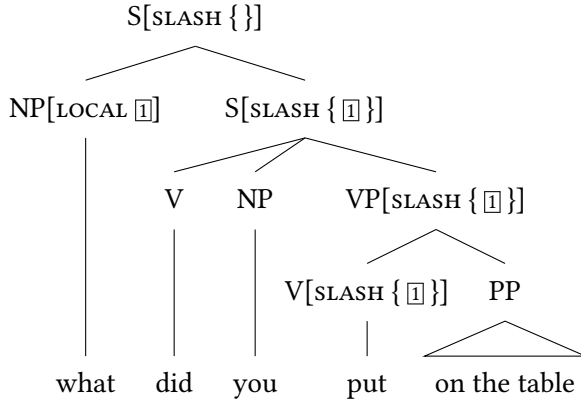 S[SLASH { }]
NP[LOCAL 1] S[SLASH { 1 }]
V NP VP[SLASH { 1 }]
V[SLASH { 1 }] PP
what did you put on the table